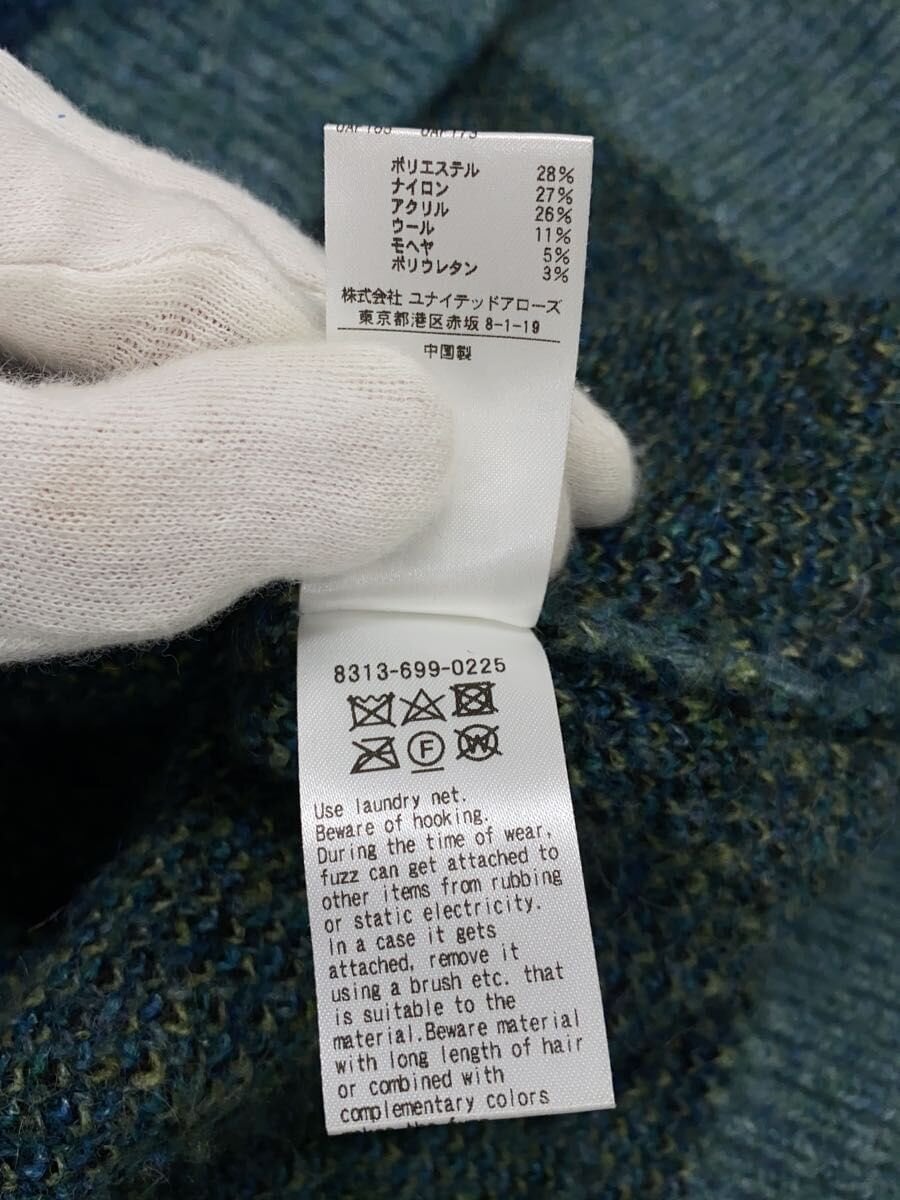 ポリエステル 28%
ナイロン 27%
アクリル 26%
ウール 11%
モヘヤ 5%
ポリウレタン 3%
株式会社 ユナイテッドアローズ
東京都港区赤坂 8-1-19
中国製
8313-699-0225
F
W
Use laundry net.
Beware of hooking.
During the time of wear,
fuzz can get attached to
other items from rubbing
or static electricity.
In a case it gets
attached, remove it
using a brush etc. that
is suitable to the
material.Beware material
with long length of hair
or combined with
complementary colors